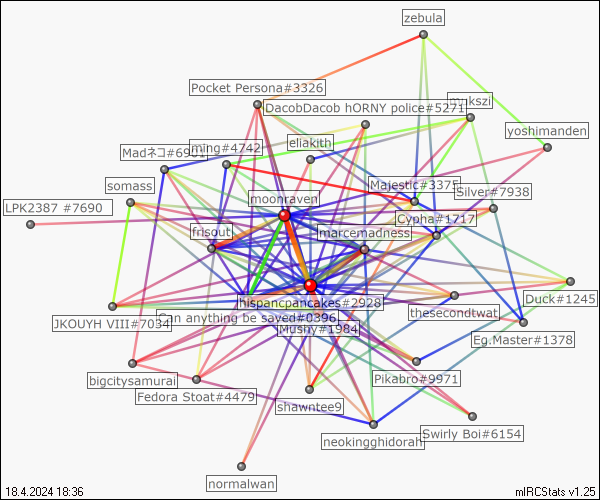 zebula
Pocket Persona#3326
DacobDacob hORNY police#5271
mukszi
yoshimanden
ming#4742
eliakith
Madネコ#6901
somass
moonraven
Majestic#3375
Silver#7938
LPK2387 #7690
Cypha#1717
frisout
marcemadness
hispancpancakes#2928
Duck#1245
thesecondtwat
Can anything be saved#0396
JKOUYH VIII#7034
Mushy#1984
Eg.Master#1378
bigcitysamurai
Pikabro#9971
Fedora Stoat#4479
shawntee9
Swirly Boi#6154
neokingghidorah
normalwan
18.4.2024 18:36
mIRCStats v1.25